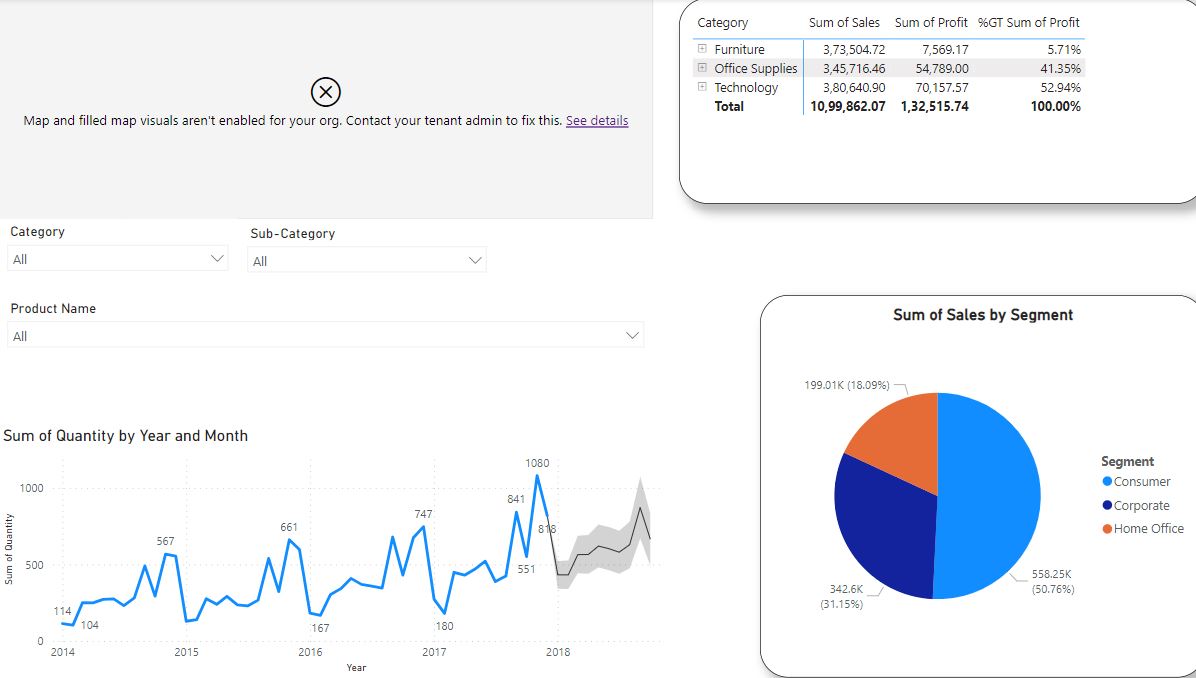 Map and filled map visuals aren't enabled for your org. Contact your tenant admin to fix this. See details
Category Sum of Sales Sum of Profit %GT Sum of Profit
Furniture 3,73,504.72 7,569.17 5.71%
Office Supplies 3,45,716.46 54,789.00 41.35%
Technology 3,80,640.90 70,157.57 52.94%
Total 10,99,862.07 1,32,515.74 100.00%
Category
All
Sub-Category
All
Product Name
All
Sum of Quantity by Year and Month
Sum of Quantity
1000
500
0
114
104
567
661
167
747
180
841
551
1080
818
2014 2015 2016 2017 2018
Year
Sum of Sales by Segment
199.01K (18.09%)
342.6K
(31.15%)
558.25K
(50.76%)
Segment
Consumer
Corporate
Home Office